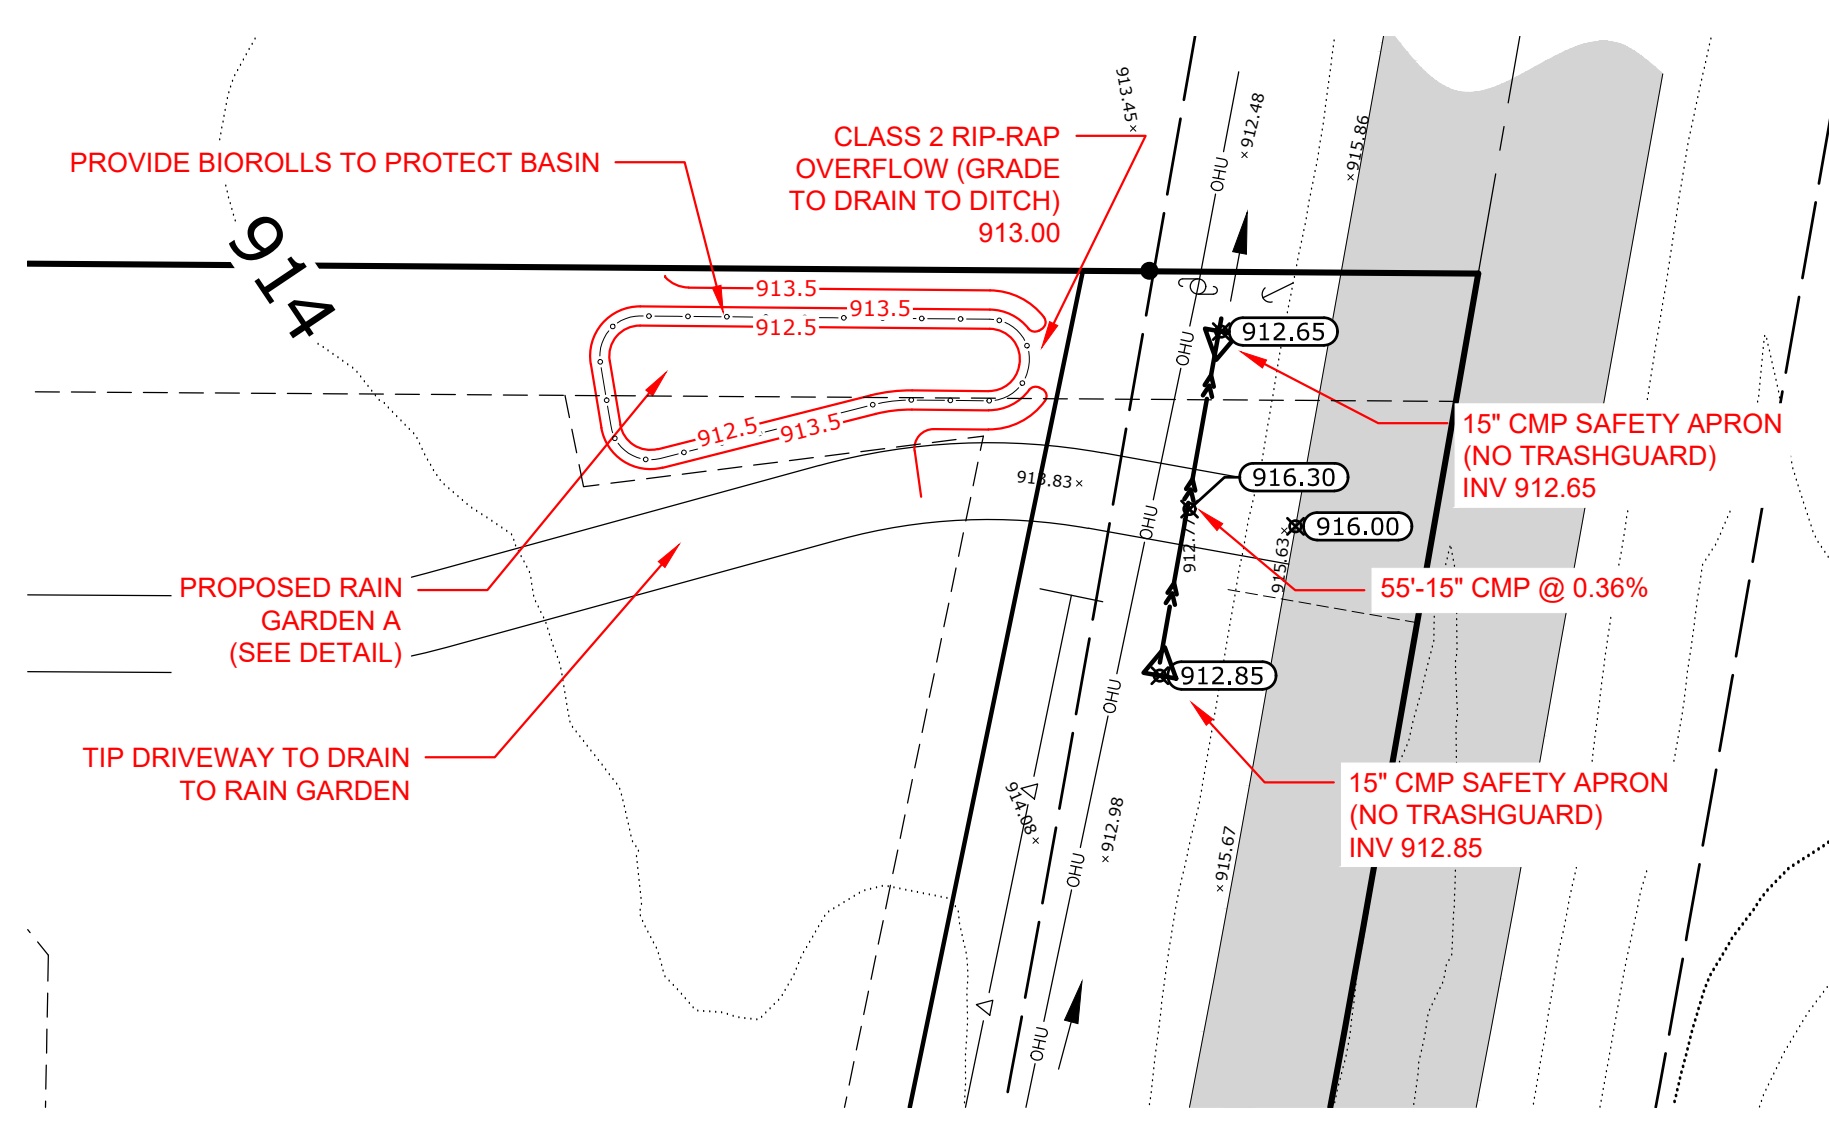 913.45×
×912.48
×915.86
OHU
PROVIDE BIOROLLS TO PROTECT BASIN
CLASS 2 RIP-RAP
OVERFLOW (GRADE
TO DRAIN TO DITCH)
913.00
914
913.5
913.5
912.5
OHU
912.65
15" CMP SAFETY APRON
(NO TRASHGUARD)
INV 912.65
912.5
913.5
913.83×
916.30
OHU
916.00
915.63×
55'-15" CMP @ 0.36%
PROPOSED RAIN
GARDEN A
(SEE DETAIL)
912.85
OHU
TIP DRIVEWAY TO DRAIN
TO RAIN GARDEN
15" CMP SAFETY APRON
(NO TRASHGUARD)
INV 912.85
914.08×
×912.98
×915.67
OHU
OHU